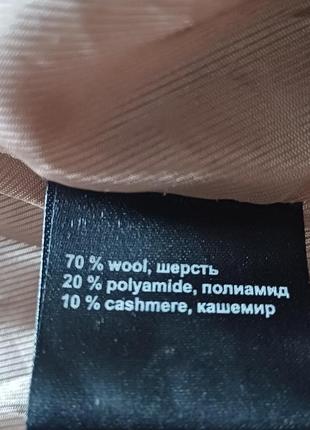 70 % wool, шерсть
20 % polyamide, полиамид
10 % cashmere, кашемир